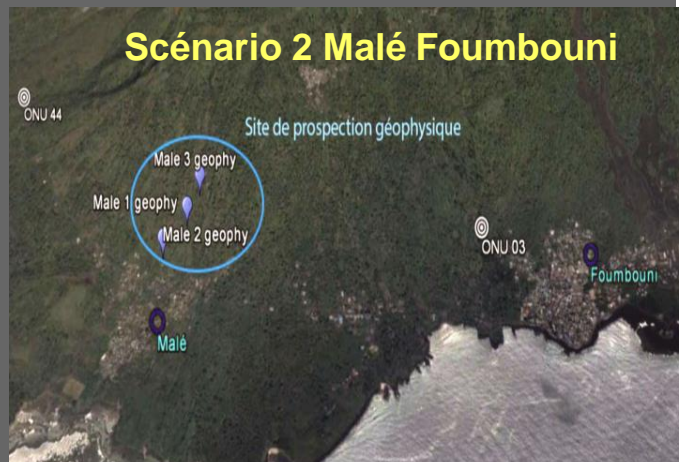 Scénario 2 Malé Foumbouni
ONU 44
Site de prospection géophysique
Male 3 geophy
Male 1 geophy
Male 2 geophy
ONU 03
Foumbouni
Malé